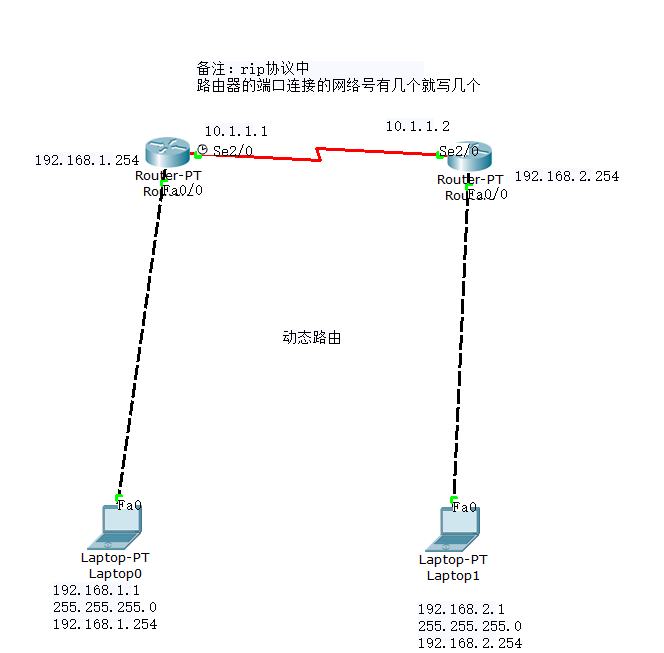 备注：rip协议中
路由器的端口连接的网络号有几个就写几个
10.1.1.1
10.1.1.2
Se2/0
Se2/0
192.168.1.254
192.168.2.254
Router-PT
Rou...
Fa0/0
Router-PT
Rout...
Fa0/0
动态路由
Fa0
Fa0
Laptop-PT
Laptop0
Laptop-PT
Laptop1
192.168.1.1
255.255.255.0
192.168.1.254
192.168.2.1
255.255.255.0
192.168.2.254